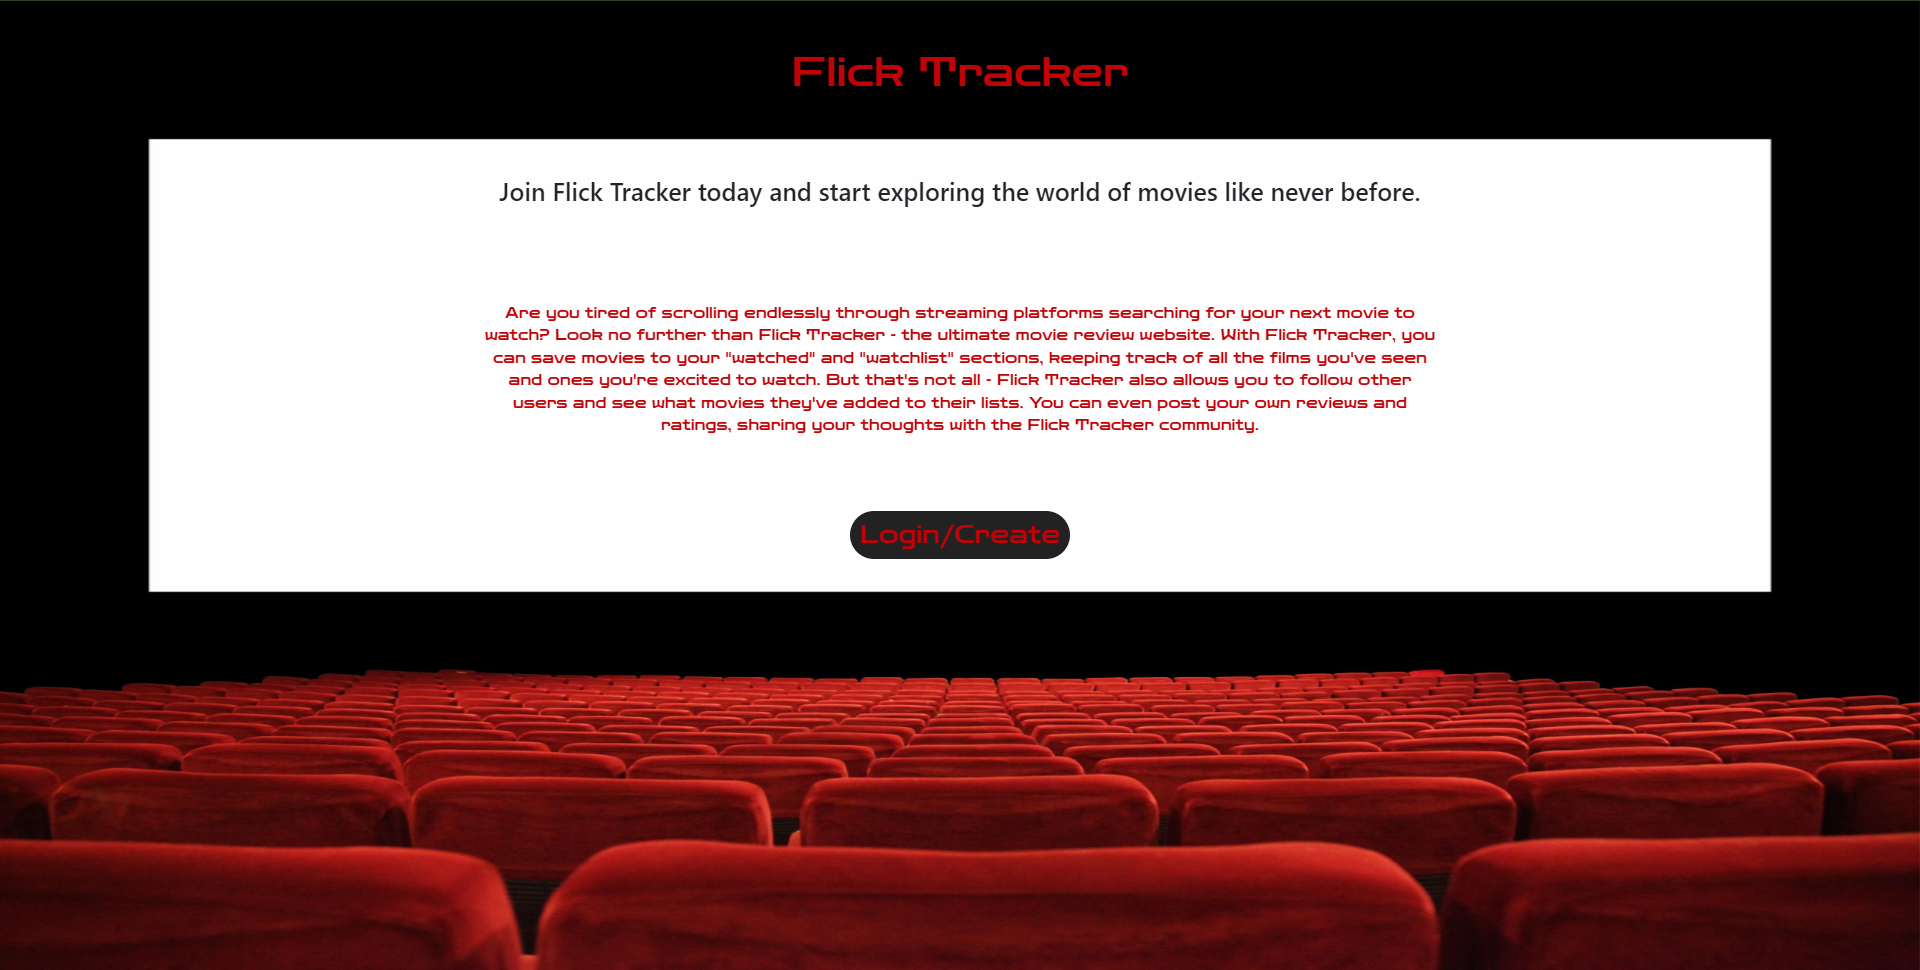 Flick Tracker
Join Flick Tracker today and start exploring the world of movies like never before.
Are you tired of scrolling endlessly through streaming platforms searching for your next movie to
watch? Look no further than Flick Tracker - the ultimate movie review website. With Flick Tracker, you
can save movies to your "watched" and "watchlist" sections, keeping track of all the films you've seen
and ones you're excited to watch. But that's not all - Flick Tracker also allows you to follow other
users and see what movies they've added to their lists. You can even post your own reviews and
ratings, sharing your thoughts with the Flick Tracker community.
Login/Create